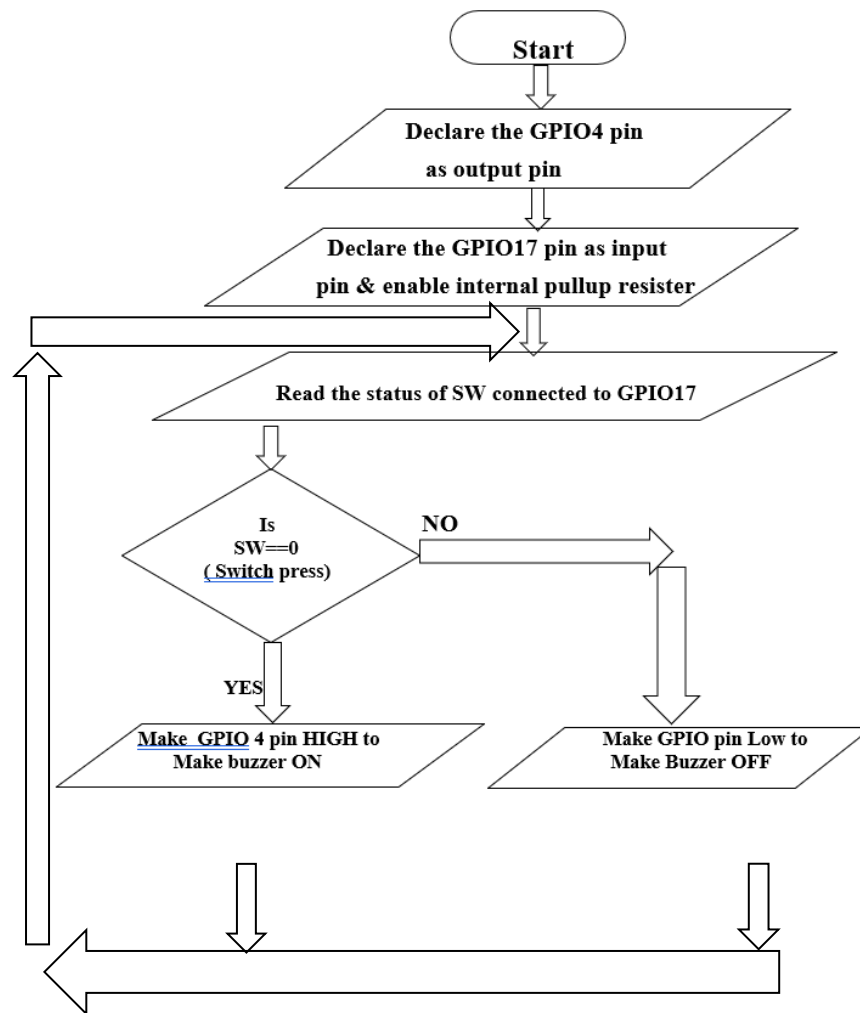 Start
Declare the GPIO4 pin
as output pin
Declare the GPIO17 pin as input
pin & enable internal pullup resister
Read the status of SW connected to GPIO17
Is
SW==0
( Switch press)
NO
YES
Make GPIO 4 pin HIGH to
Make buzzer ON
Make GPIO pin Low to
Make Buzzer OFF